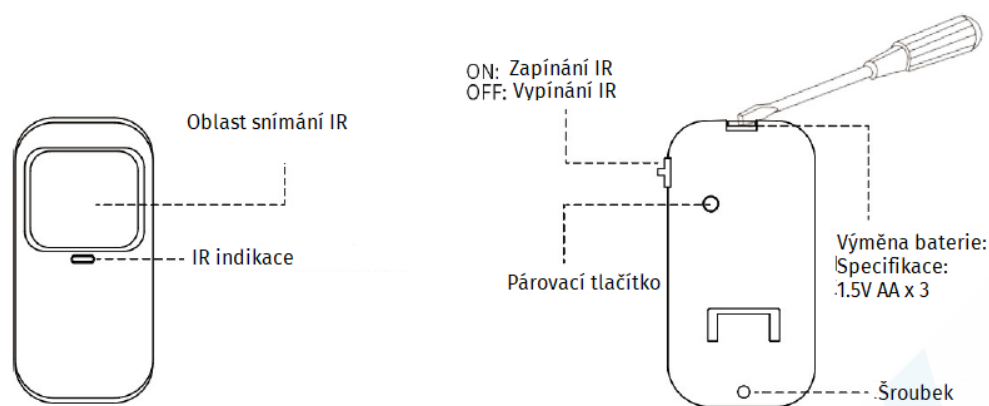 Oblast snímání IR
IR indikace
ON: Zapínání IR
OFF: Vypínání IR
Párovací tlačítko
Výměna baterie:
Specifikace:
1.5V AA x 3
Šroubek